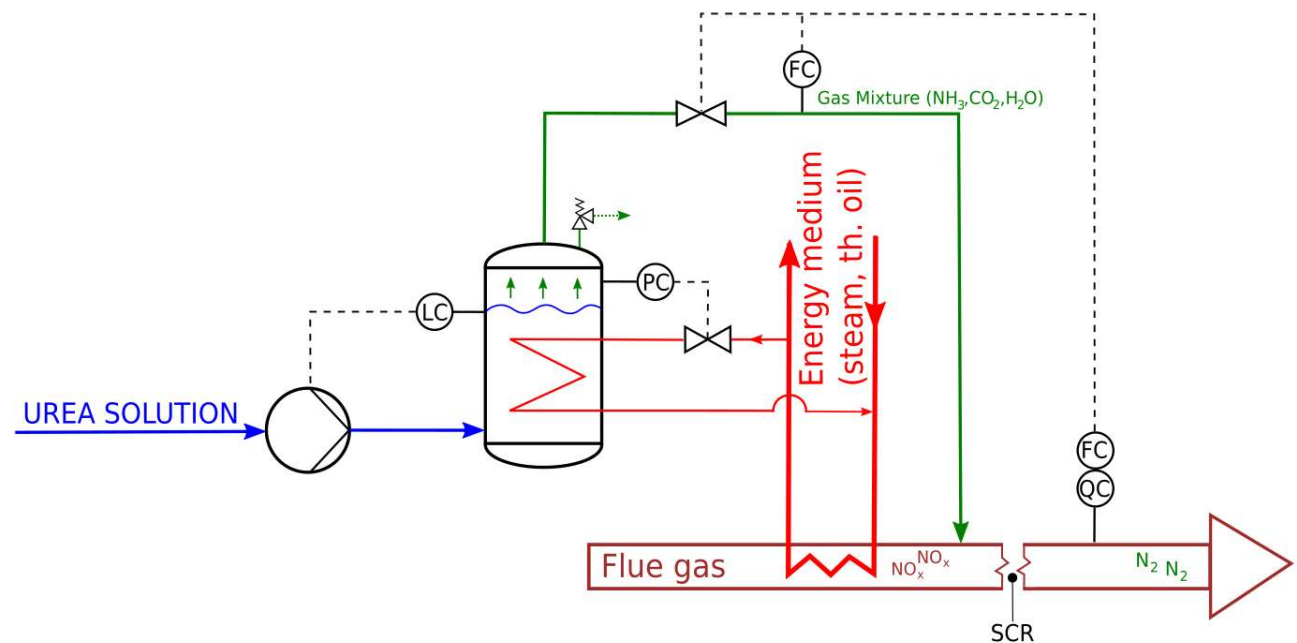 FC
Gas Mixture (NH₃,CO₂,H₂O)
Energy medium
(steam, th. oil)
PC
LC
UREA SOLUTION
FC
QC
Flue gas
NOₓ NOₓ
N₂ N₂
SCR